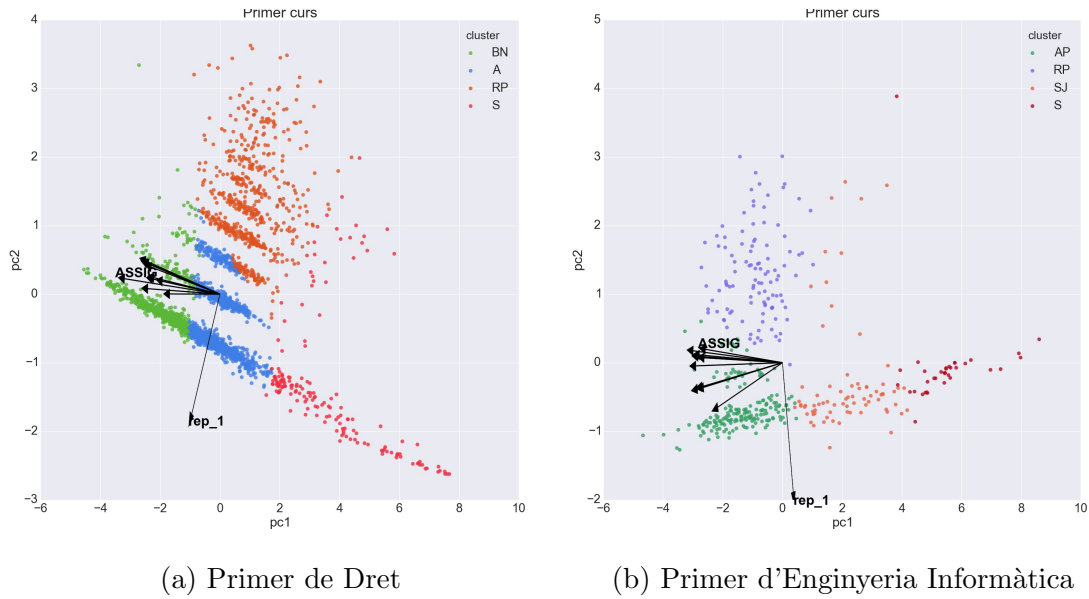 Primer curs
cluster
BN
A
RP
S
4
3
2
1
0
−1
−2
−3
pc2
ASSIG
rep_1
−6
−4
−2
0
2
4
6
8
10
pc1
(a) Primer de Dret
Primer curs
cluster
AP
RP
SJ
S
5
4
3
2
1
0
−1
−2
pc2
ASSIG
rep_1
−6
−4
−2
0
2
4
6
8
10
pc1
(b) Primer d'Enginyeria Informàtica